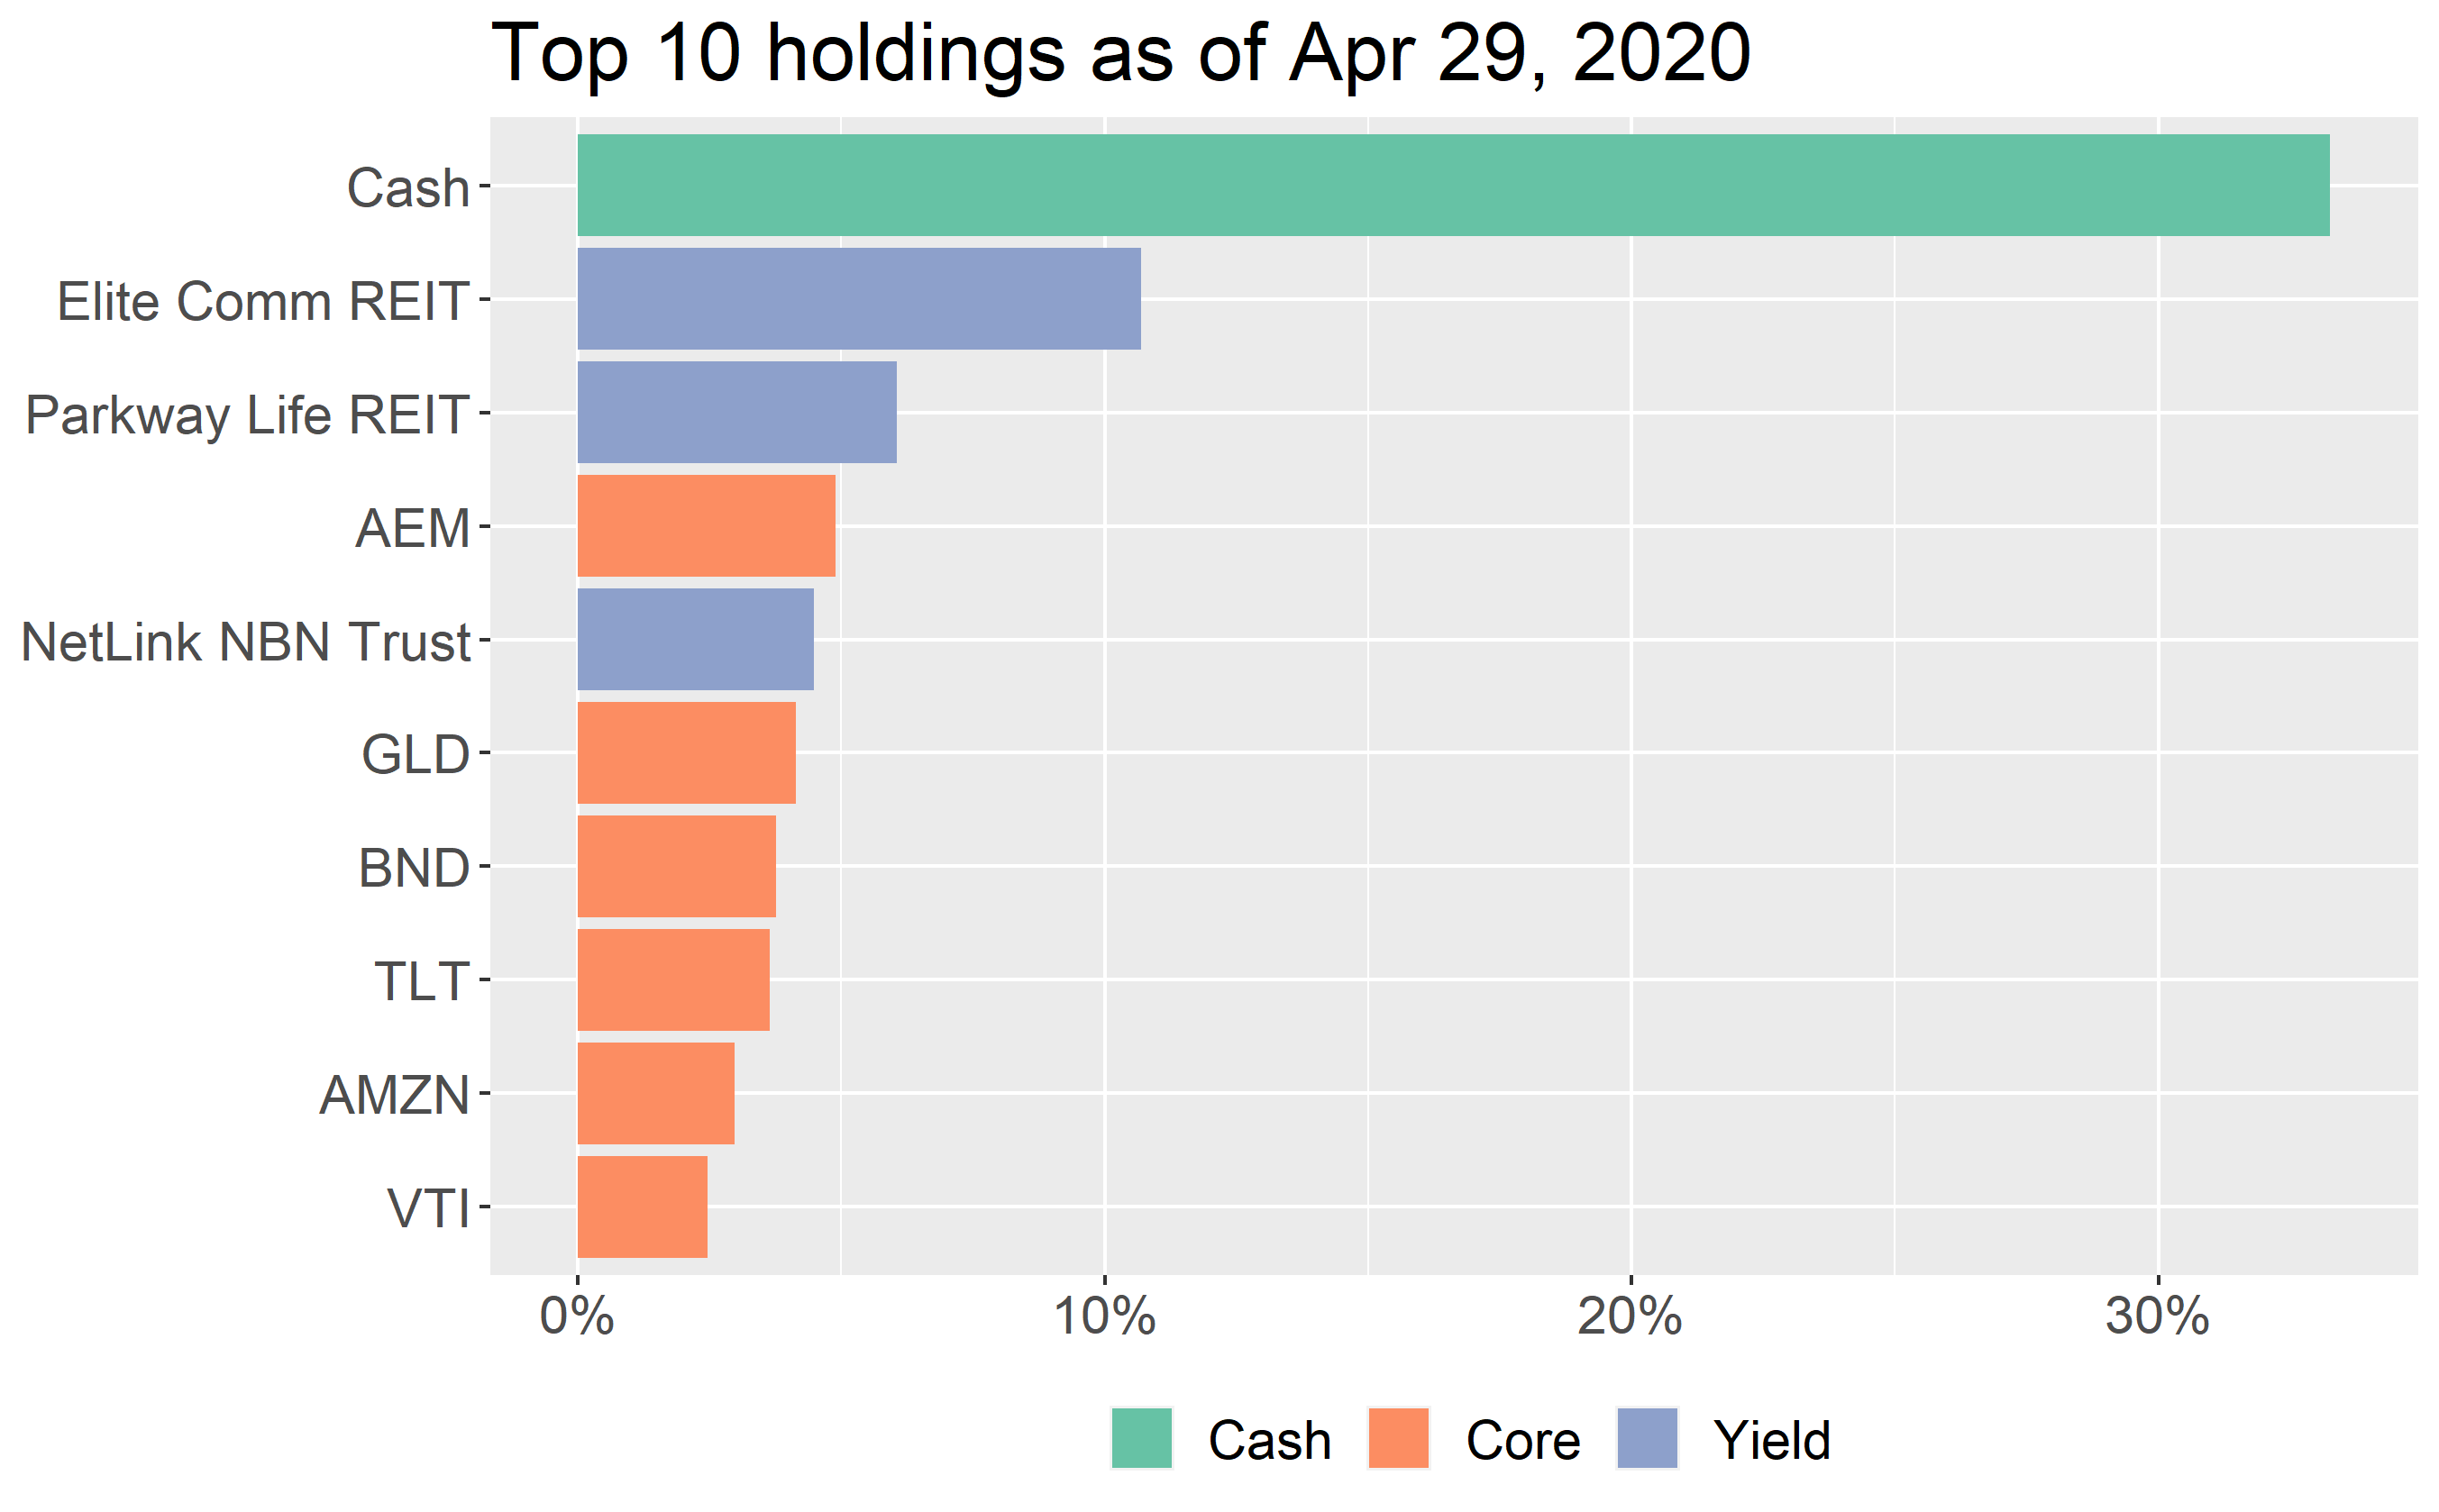 Top 10 holdings as of Apr 29, 2020
Cash
Elite Comm REIT
Parkway Life REIT
AEM
NetLink NBN Trust
GLD
BND
TLT
AMZN
VTI
0% 10% 20% 30%
Cash Core Yield